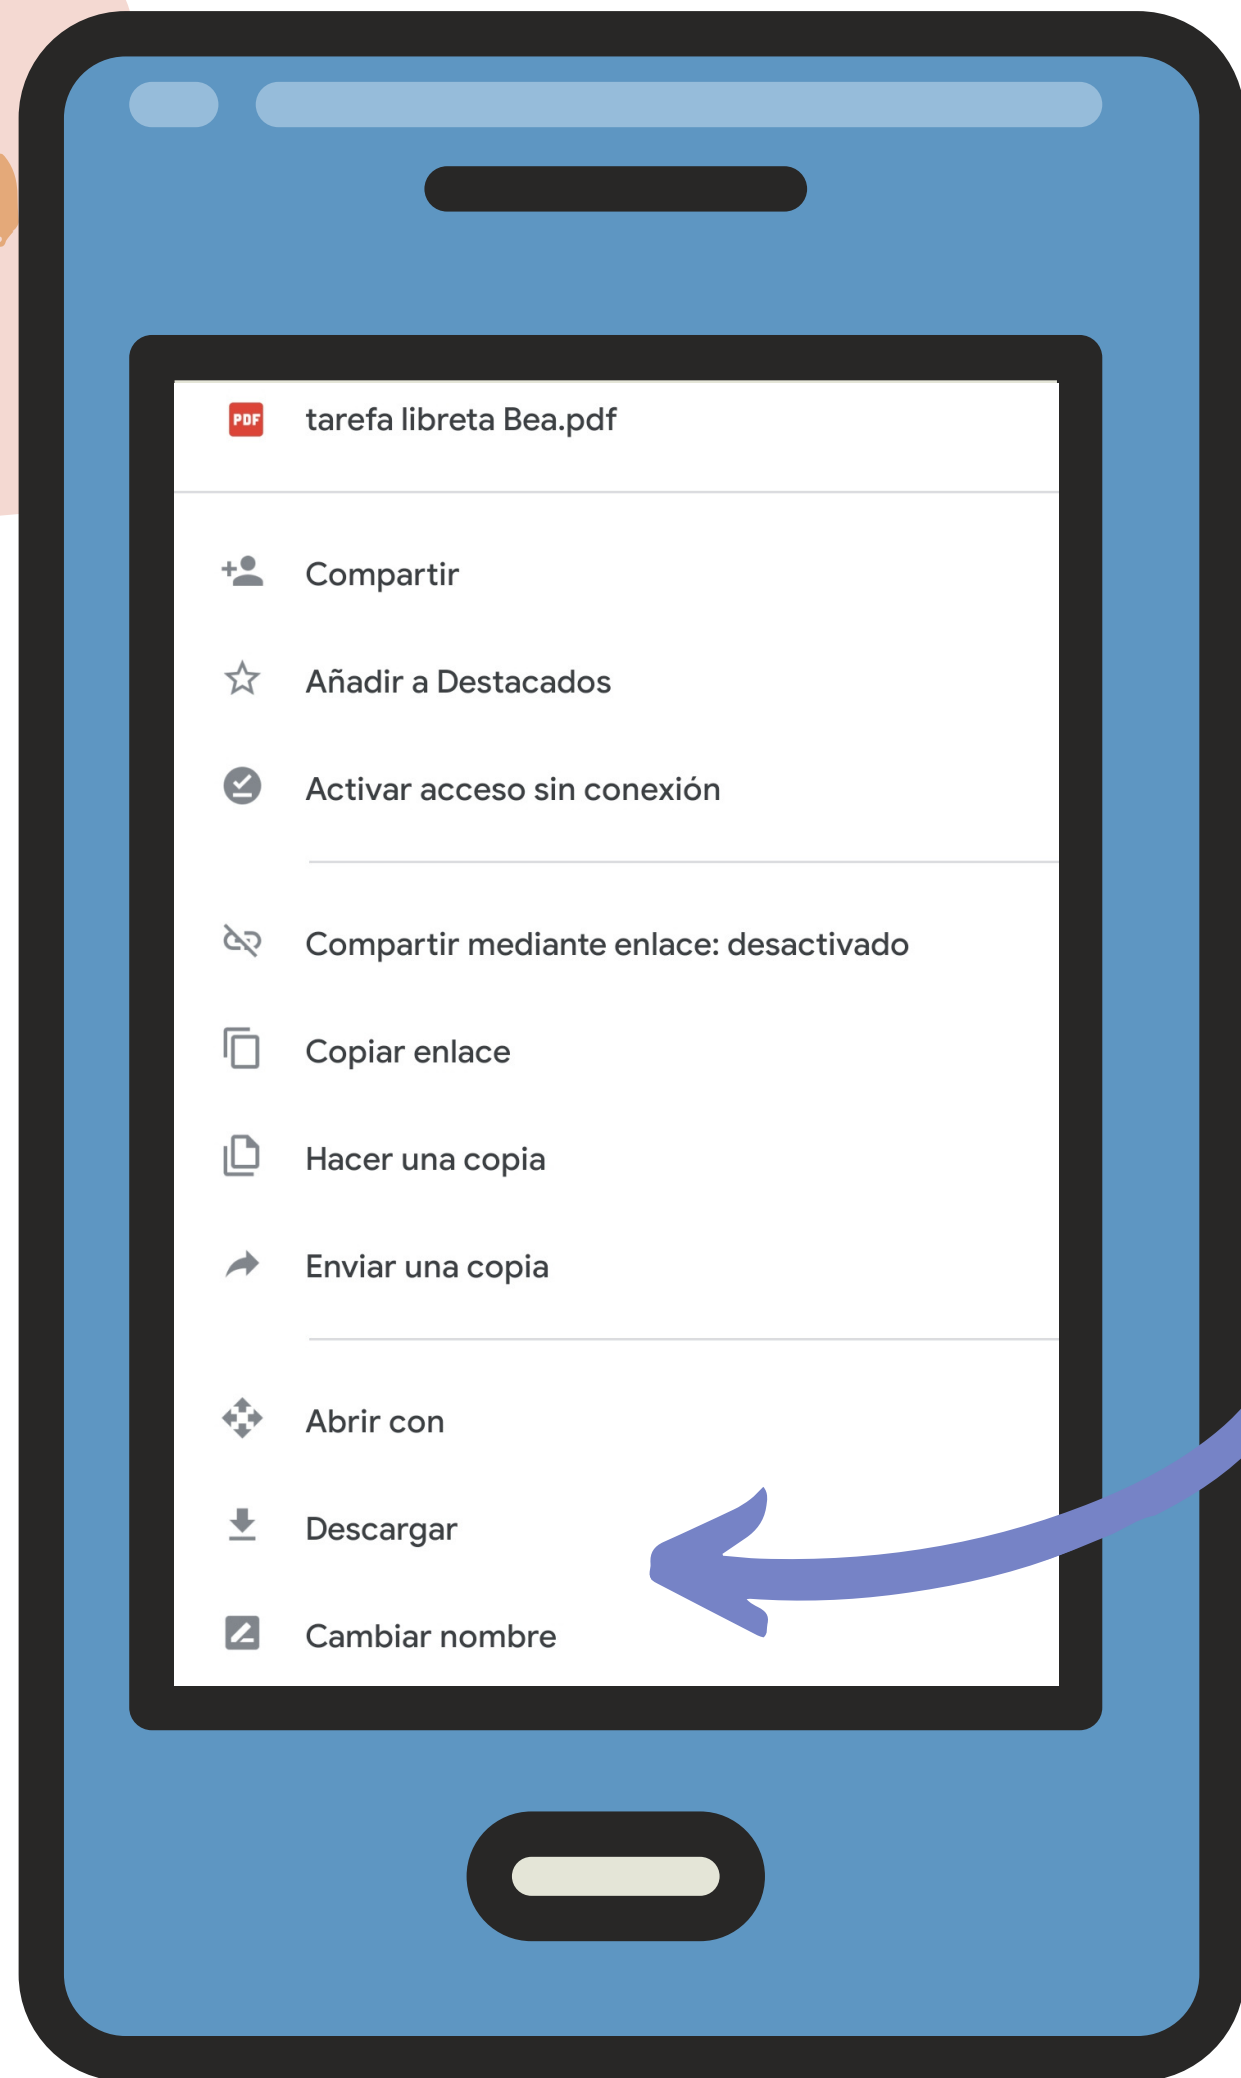 PDF tarefa libreta Bea.pdf
Compartir
Añadir a Destacados
Activar acceso sin conexión
Compartir mediante enlace: desactivado
Copiar enlace
Hacer una copia
Enviar una copia
Abrir con
Descargar
Cambiar nombre